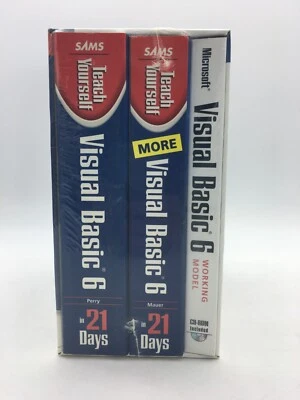 SAMS
Teach
Yourself
Visual Basic® 6
Perry
in 21
Days
SAMS
Teach
Yourself
MORE
Visual Basic® 6
Mauer
in 21
Days
Microsoft®
Visual Basic® 6
WORKING
MODEL
CD-ROM
Included